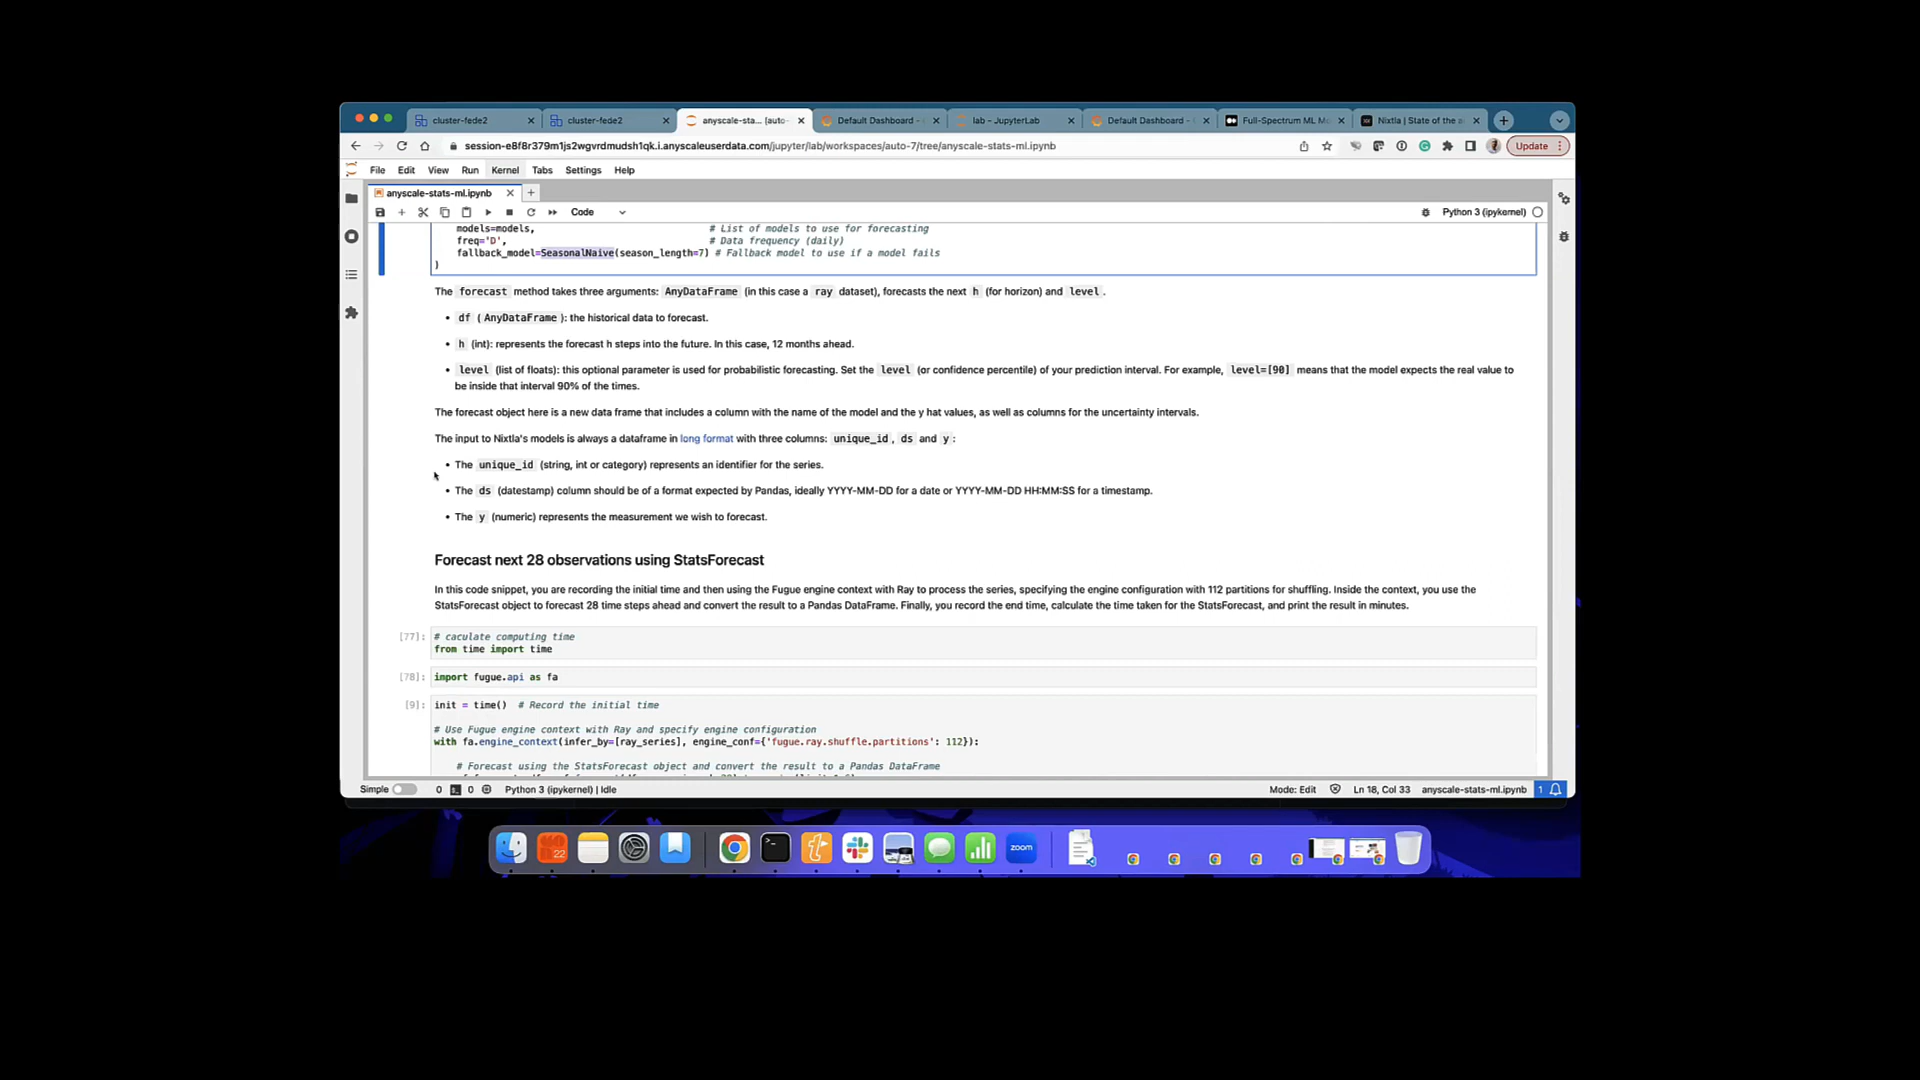 cluster-fede2
cluster-fede2
anyscale-sta... (auto-
Default Dashboard -
lab - JupyterLab
Default Dashboard -
Full-Spectrum ML M
Nixtla | State of the a
session-e8f8r379m1js2wgvrdmudsh1qk.i.anyscaleuserdata.com/jupyter/lab/workspaces/auto-7/tree/anyscale-stats-ml.ipynb
Update
File Edit View Run Kernel Tabs Settings Help
anyscale-stats-ml.ipynb
Code
Python 3 (ipykernel)
models=models, # List of models to use for forecasting
freq='D', # Data frequency (daily)
fallback_model=SeasonalNaive(season_length=7) # Fallback model to use if a model fails
)
The forecast method takes three arguments: AnyDataFrame (in this case a ray dataset), forecasts the next h (for horizon) and level.
• df (AnyDataFrame): the historical data to forecast.
• h (int): represents the forecast h steps into the future. In this case, 12 months ahead.
• level (list of floats): this optional parameter is used for probabilistic forecasting. Set the level (or confidence percentile) of your prediction interval. For example, level=[90] means that the model expects the real value to
be inside that interval 90% of the times.
The forecast object here is a new data frame that includes a column with the name of the model and the y hat values, as well as columns for the uncertainty intervals.
The input to Nixtla's models is always a dataframe in long format with three columns: unique_id, ds and y:
• The unique_id (string, int or category) represents an identifier for the series.
• The ds (datestamp) column should be of a format expected by Pandas, ideally YYYY-MM-DD for a date or YYYY-MM-DD HH:MM:SS for a timestamp.
• The y (numeric) represents the measurement we wish to forecast.
Forecast next 28 observations using StatsForecast
In this code snippet, you are recording the initial time and then using the Fugue engine context with Ray to process the series, specifying the engine configuration with 112 partitions for shuffling. Inside the context, you use the
StatsForecast object to forecast 28 time steps ahead and convert the result to a Pandas DataFrame. Finally, you record the end time, calculate the time taken for the StatsForecast, and print the result in minutes.
[77]: # caculate computing time
from time import time
[78]: import fugue.api as fa
[9]: init = time() # Record the initial time
# Use Fugue engine context with Ray and specify engine configuration
with fa.engine_context(infer_by=[ray_series], engine_conf={'fugue.ray.shuffle.partitions': 112}):
# Forecast using the StatsForecast object and convert the result to a Pandas DataFrame
Simple 0 0 Python 3 (ipykernel) | Idle
Mode: Edit Ln 18, Col 33 anyscale-stats-ml.ipynb 1
22
zoom